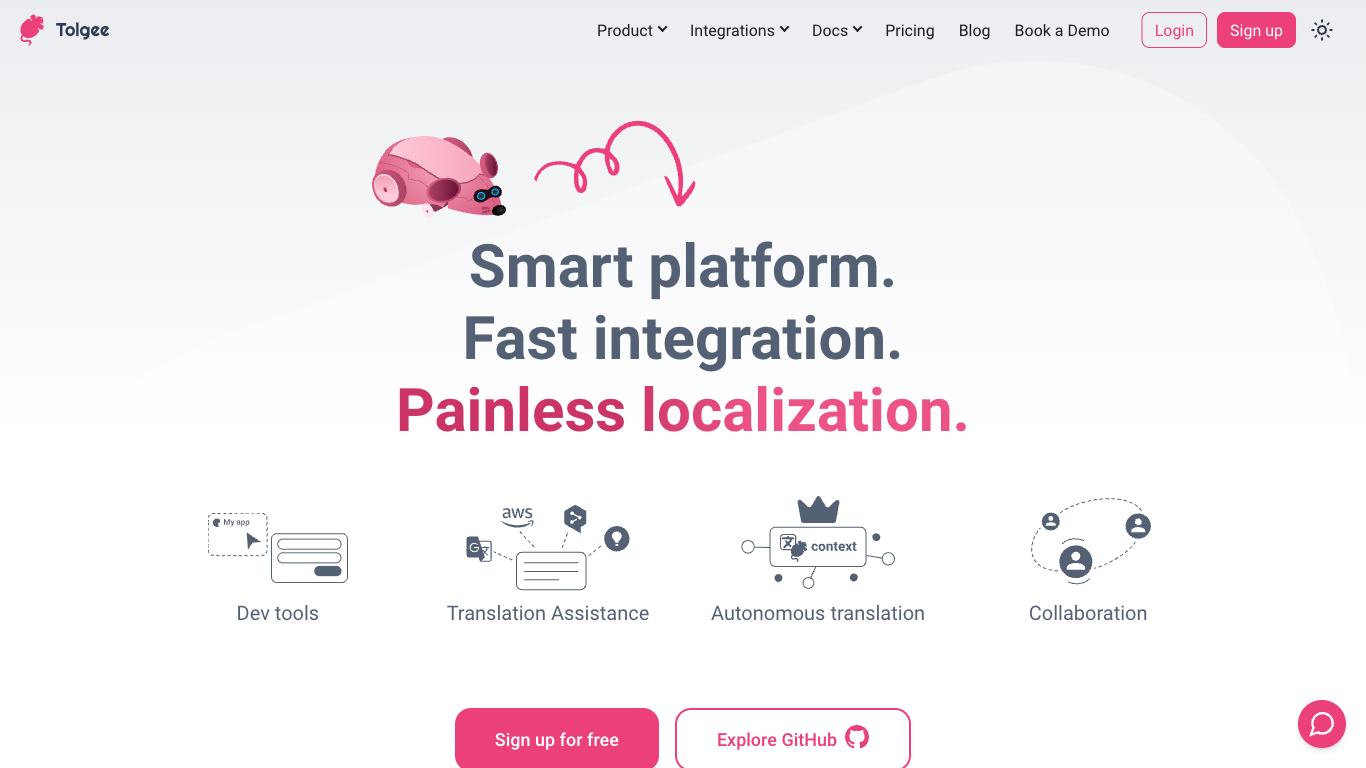 Tolgee
Product
Integrations
Docs
Pricing
Blog
Book a Demo
Login
Sign up
Smart platform.
Fast integration.
Painless localization.
My app
aws
G
context
Dev tools
Translation Assistance
Autonomous translation
Collaboration
Sign up for free
Explore GitHub